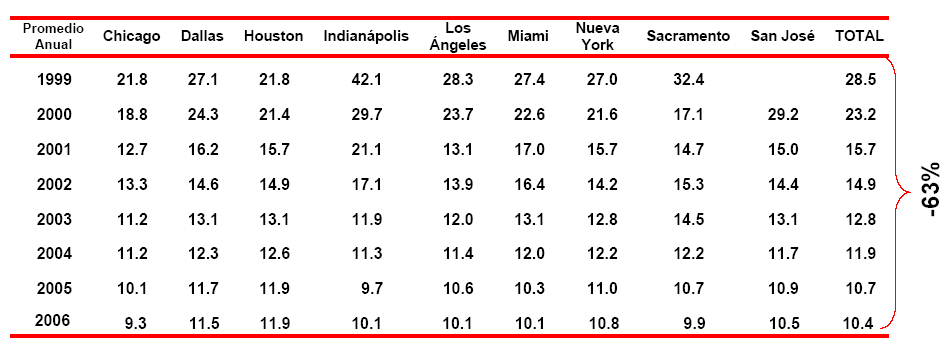 Promedio Anual Chicago Dallas Houston Indianápolis Los Ángeles Miami Nueva York Sacramento San José TOTAL
1999 21.8 27.1 21.8 42.1 28.3 27.4 27.0 32.4 28.5
2000 18.8 24.3 21.4 29.7 23.7 22.6 21.6 17.1 29.2 23.2
2001 12.7 16.2 15.7 21.1 13.1 17.0 15.7 14.7 15.0 15.7
2002 13.3 14.6 14.9 17.1 13.9 16.4 14.2 15.3 14.4 14.9
2003 11.2 13.1 13.1 11.9 12.0 13.1 12.8 14.5 13.1 12.8
2004 11.2 12.3 12.6 11.3 11.4 12.0 12.2 12.2 11.7 11.9
2005 10.1 11.7 11.9 9.7 10.6 10.3 11.0 10.7 10.9 10.7
2006 9.3 11.5 11.9 10.1 10.1 10.1 10.8 9.9 10.5 10.4
-63%